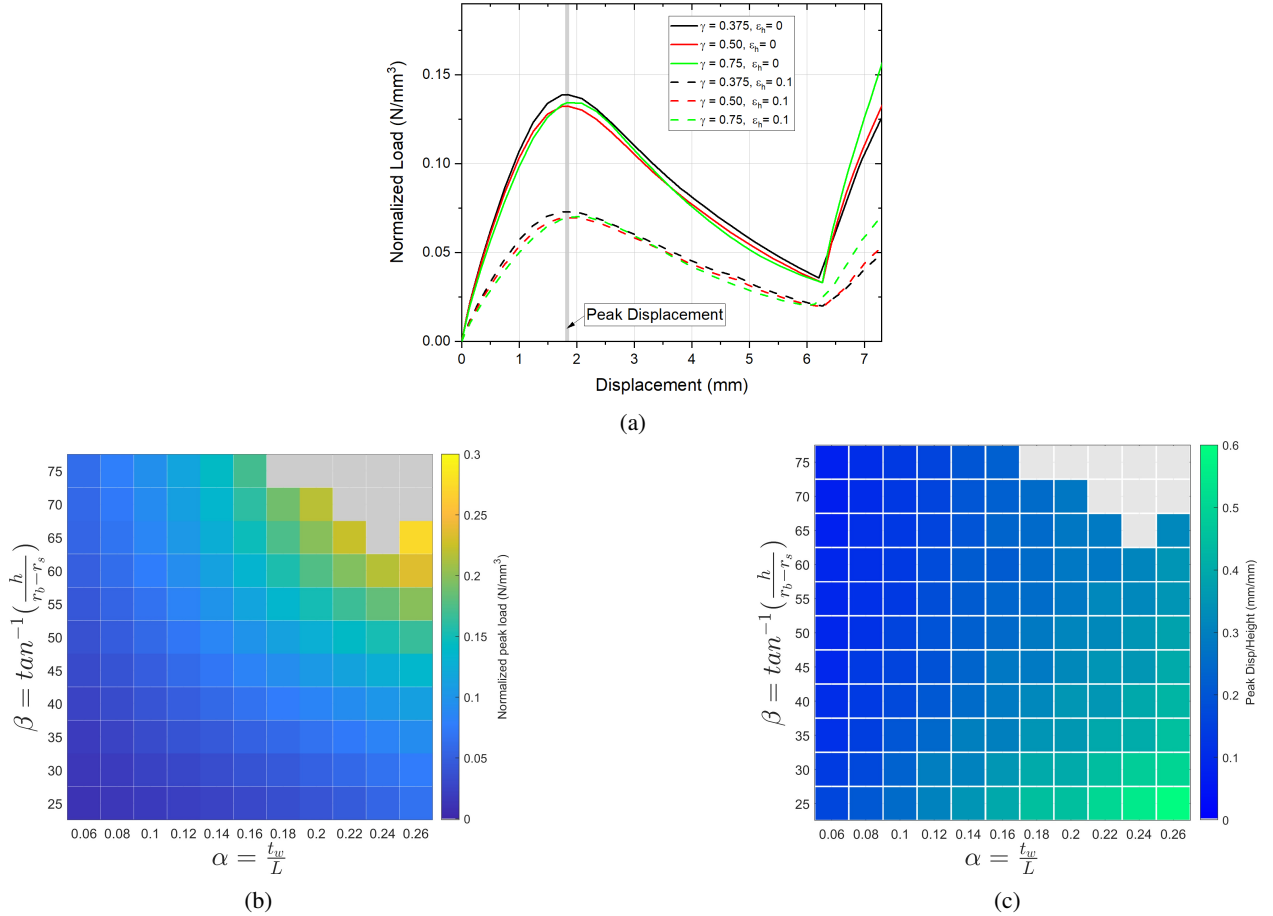 γ = 0.375, εh= 0
γ = 0.50, εh= 0
γ = 0.75, εh= 0
γ = 0.375, εh= 0.1
γ = 0.50, εh= 0.1
γ = 0.75, εh= 0.1
Normalized Load (N/mm³)
0.15
0.10
0.05
0.00
Peak Displacement
0 1 2 3 4 5 6 7
Displacement (mm)
(a)
β = tan⁻¹(h/(rb−rs))
75
70
65
60
55
50
45
40
35
30
25
0.06 0.08 0.1 0.12 0.14 0.16 0.18 0.2 0.22 0.24 0.26
α = tw/L
0.3
0.25
0.2
0.15
0.1
0.05
0
Normalized peak load (N/mm³)
(b)
β = tan⁻¹(h/(rb−rs))
75
70
65
60
55
50
45
40
35
30
25
0.06 0.08 0.1 0.12 0.14 0.16 0.18 0.2 0.22 0.24 0.26
α = tw/L
0.6
0.5
0.4
0.3
0.2
0.1
0
Peak Disp/Height (mm/mm)
(c)